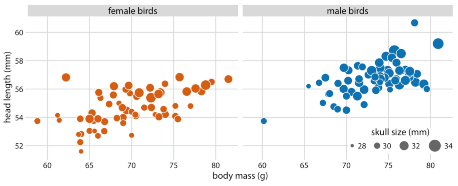 female birds
male birds
head length (mm)
60
58
56
54
52
skull size (mm)
28 30 32 34
60 65 70 75 80
60 65 70 75 80
body mass (g)